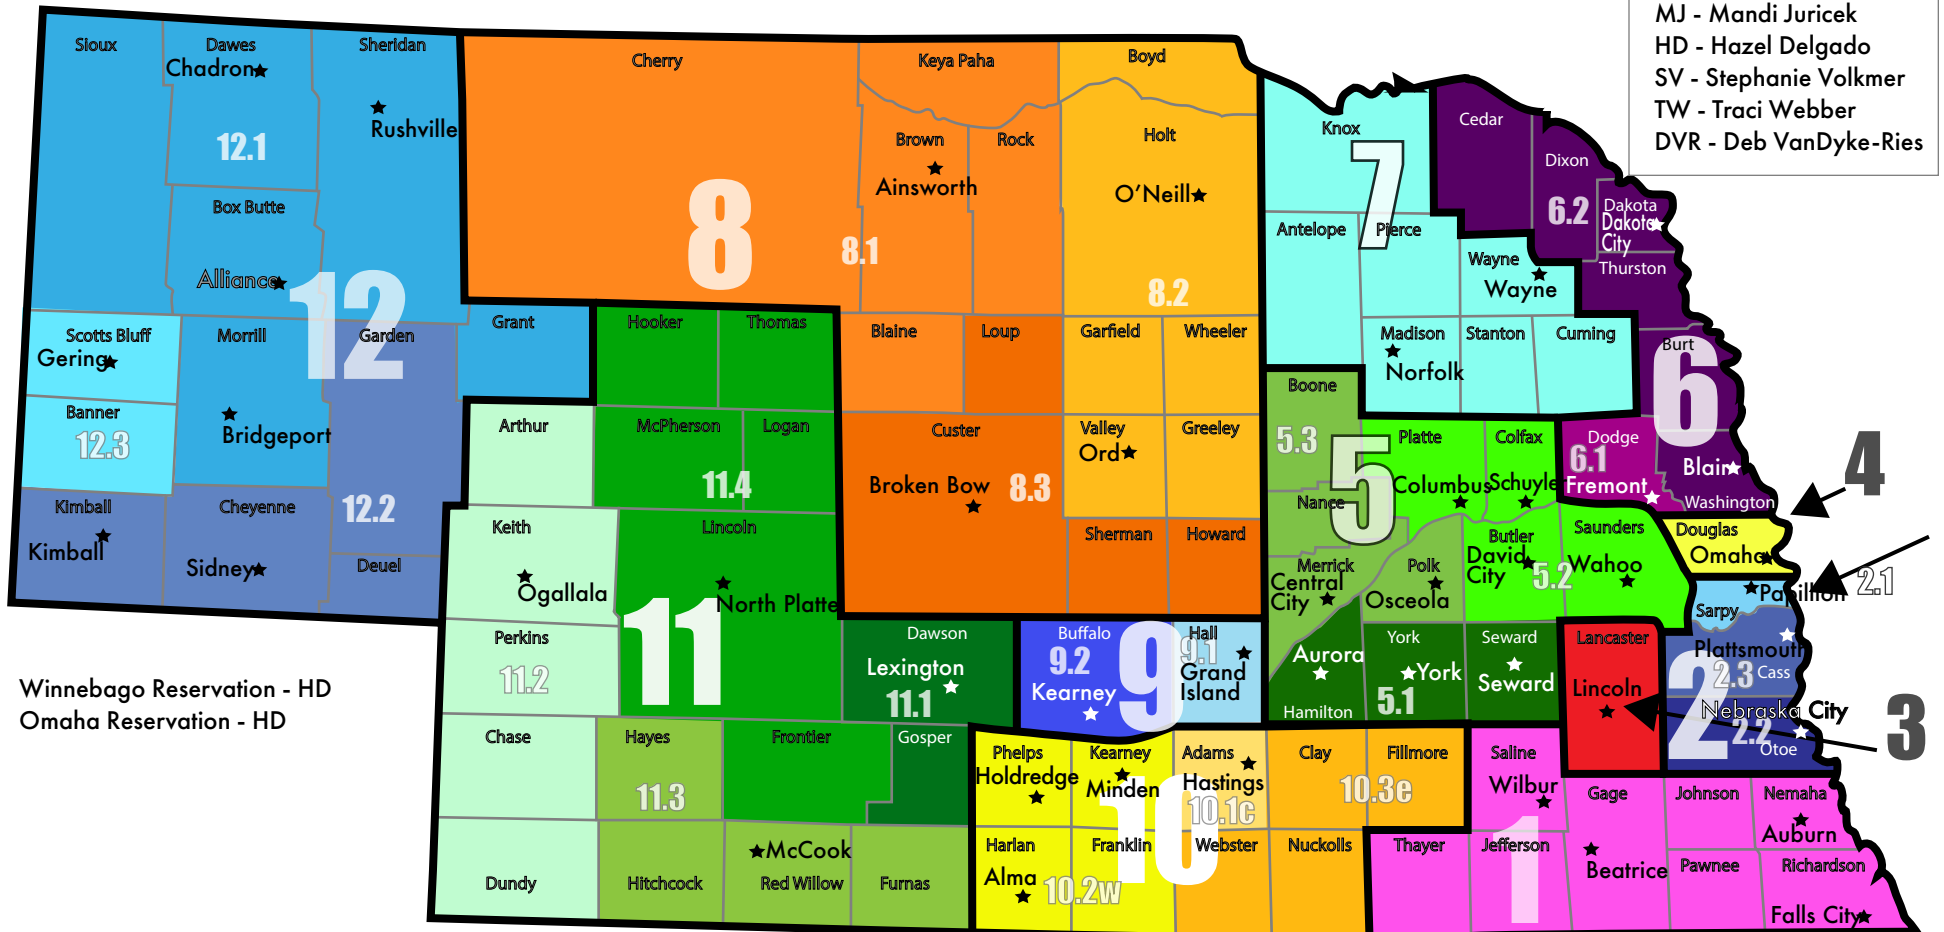 MJ - Mandi Juricek
HD - Hazel Delgado
SV - Stephanie Volkmer
TW - Traci Webber
DVR - Deb VanDyke-Ries
Sioux
Dawes
Chadron
Sheridan
Rushville
12.1
Box Butte
Alliance
12
Scotts Bluff
Gering
Morrill
Garden
Grant
Banner
12.3
Bridgeport
Kimball
Kimball
Cheyenne
Sidney
12.2
Deuel
Cherry
Keya Paha
Boyd
Brown
Rock
Holt
Ainsworth
O'Neill
8
8.1
8.2
Blaine
Loup
Garfield
Wheeler
Custer
Broken Bow
8.3
Valley
Ord
Greeley
Sherman
Howard
Hooker
Thomas
Arthur
McPherson
Logan
11.4
Keith
Ogallala
Lincoln
North Platte
11
Perkins
11.2
Dawson
Lexington
11.1
Chase
Hayes
Frontier
Gosper
11.3
Dundy
Hitchcock
McCook
Red Willow
Furnas
Knox
7
Antelope
Pierce
Wayne
Wayne
Madison
Norfolk
Stanton
Cuming
Cedar
Dixon
6.2
Dakota
Dakota
City
Thurston
Burt
6
Dodge
6.1
Fremont
Blair
Washington
4
Boone
5.3
5
Platte
Columbus
Colfax
Schuyler
Nance
Merrick
Central
City
Polk
Osceola
Butler
David
City
5.2
Saunders
Wahoo
Aurora
Hamilton
York
York
5.1
Seward
Seward
Douglas
Omaha
2.1
Papillion
Sarpy
Plattsmouth
2.3
Cass
2
Nebraska City
2.2
Otoe
Lancaster
Lincoln
3
Buffalo
9.2
Kearney
9
Hall
9.1
Grand
Island
Phelps
Holdredge
Kearney
Minden
Adams
Hastings
10.1c
10
Clay
Fillmore
10.3e
Harlan
Alma
10.2w
Franklin
Webster
Nuckolls
Saline
Wilbur
Gage
Johnson
Nemaha
Auburn
Thayer
Jefferson
1
Beatrice
Pawnee
Richardson
Falls City
Winnebago Reservation - HD
Omaha Reservation - HD